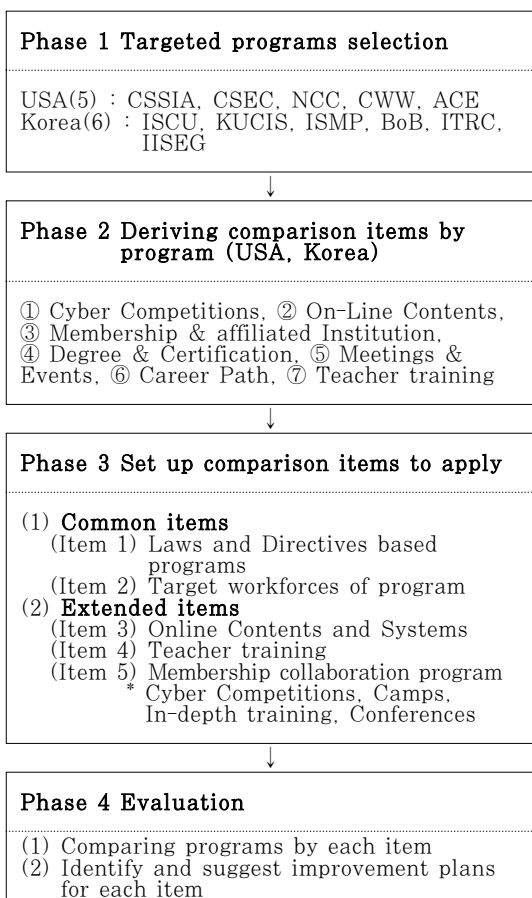 Phase 1 Targeted programs selection
USA(5) : CSSIA, CSEC, NCC, CWW, ACE
Korea(6) : ISCU, KUCIS, ISMP, BoB, ITRC,
IISEG
↓
Phase 2 Deriving comparison items by
program (USA, Korea)
① Cyber Competitions, ② On-Line Contents,
③ Membership & affiliated Institution,
④ Degree & Certification, ⑤ Meetings &
Events, ⑥ Career Path, ⑦ Teacher training
↓
Phase 3 Set up comparison items to apply
(1) Common items
(Item 1) Laws and Directives based
programs
(Item 2) Target workforces of program
(2) Extended items
(Item 3) Online Contents and Systems
(Item 4) Teacher training
(Item 5) Membership collaboration program
* Cyber Competitions, Camps,
In-depth training, Conferences
↓
Phase 4 Evaluation
(1) Comparing programs by each item
(2) Identify and suggest improvement plans
for each item